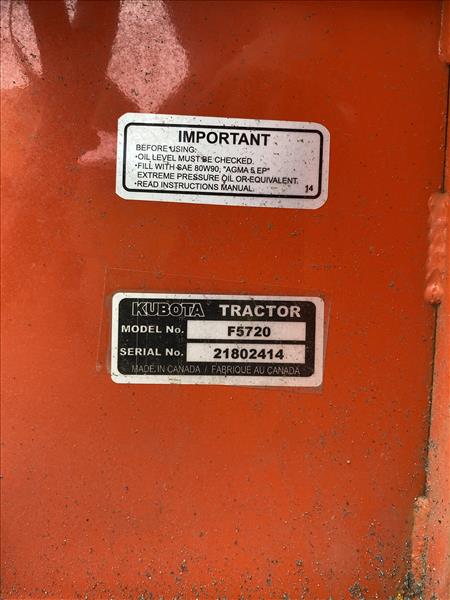 IMPORTANT
BEFORE USING:
•OIL LEVEL MUST BE CHECKED.
•FILL WITH SAE 80W90, "AGMA 5 EP"
EXTREME PRESSURE OIL OR EQUIVALENT.
•READ INSTRUCTIONS MANUAL. 14
KUBOTA TRACTOR
MODEL No. F5720
SERIAL No. 21802414
MADE IN CANADA / FABRIQUE AU CANADA